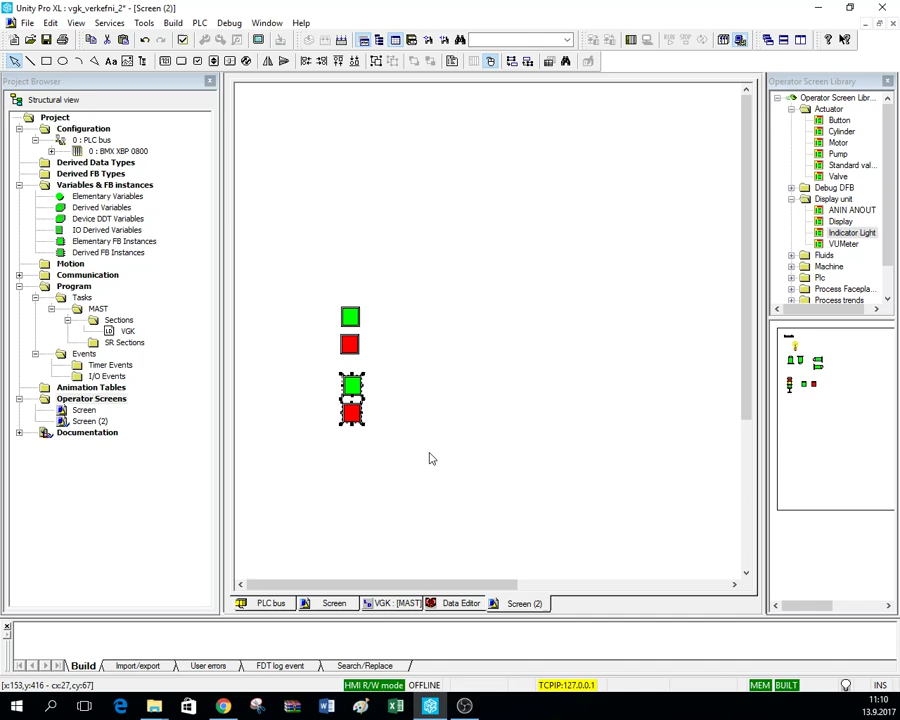 Unity Pro XL : vgk_verkefni_2* - [Screen (2)]
File Edit View Services Tools Build PLC Debug Window Help
Project Browser
Structural view
Project
Configuration
0 : PLC bus
0 : BMX XBP 0800
Derived Data Types
Derived FB Types
Variables & FB instances
Elementary Variables
Derived Variables
Device DDT Variables
IO Derived Variables
Elementary FB Instances
Derived FB Instances
Motion
Communication
Program
Tasks
MAST
Sections
VGK
SR Sections
Events
Timer Events
I/O Events
Animation Tables
Operator Screens
Screen
Screen (2)
Documentation
Operator Screen Library
Operator Screen Libr...
Actuator
Button
Cylinder
Motor
Pump
Standard val...
Valve
Debug DFB
Display unit
ANIN ANOUT
Display
Indicator Light
VUMeter
Fluids
Machine
Plc
Process Facepla...
Process trends
PLC bus Screen VGK : [MAST] Data Editor Screen (2)
Build Import/export User errors FDT log event Search/Replace
[x:153,y:416 - cx:27,cy:67] HMI R/W mode OFFLINE TCPIP:127.0.0.1 MEM BUILT INS
11:10
13.9.2017